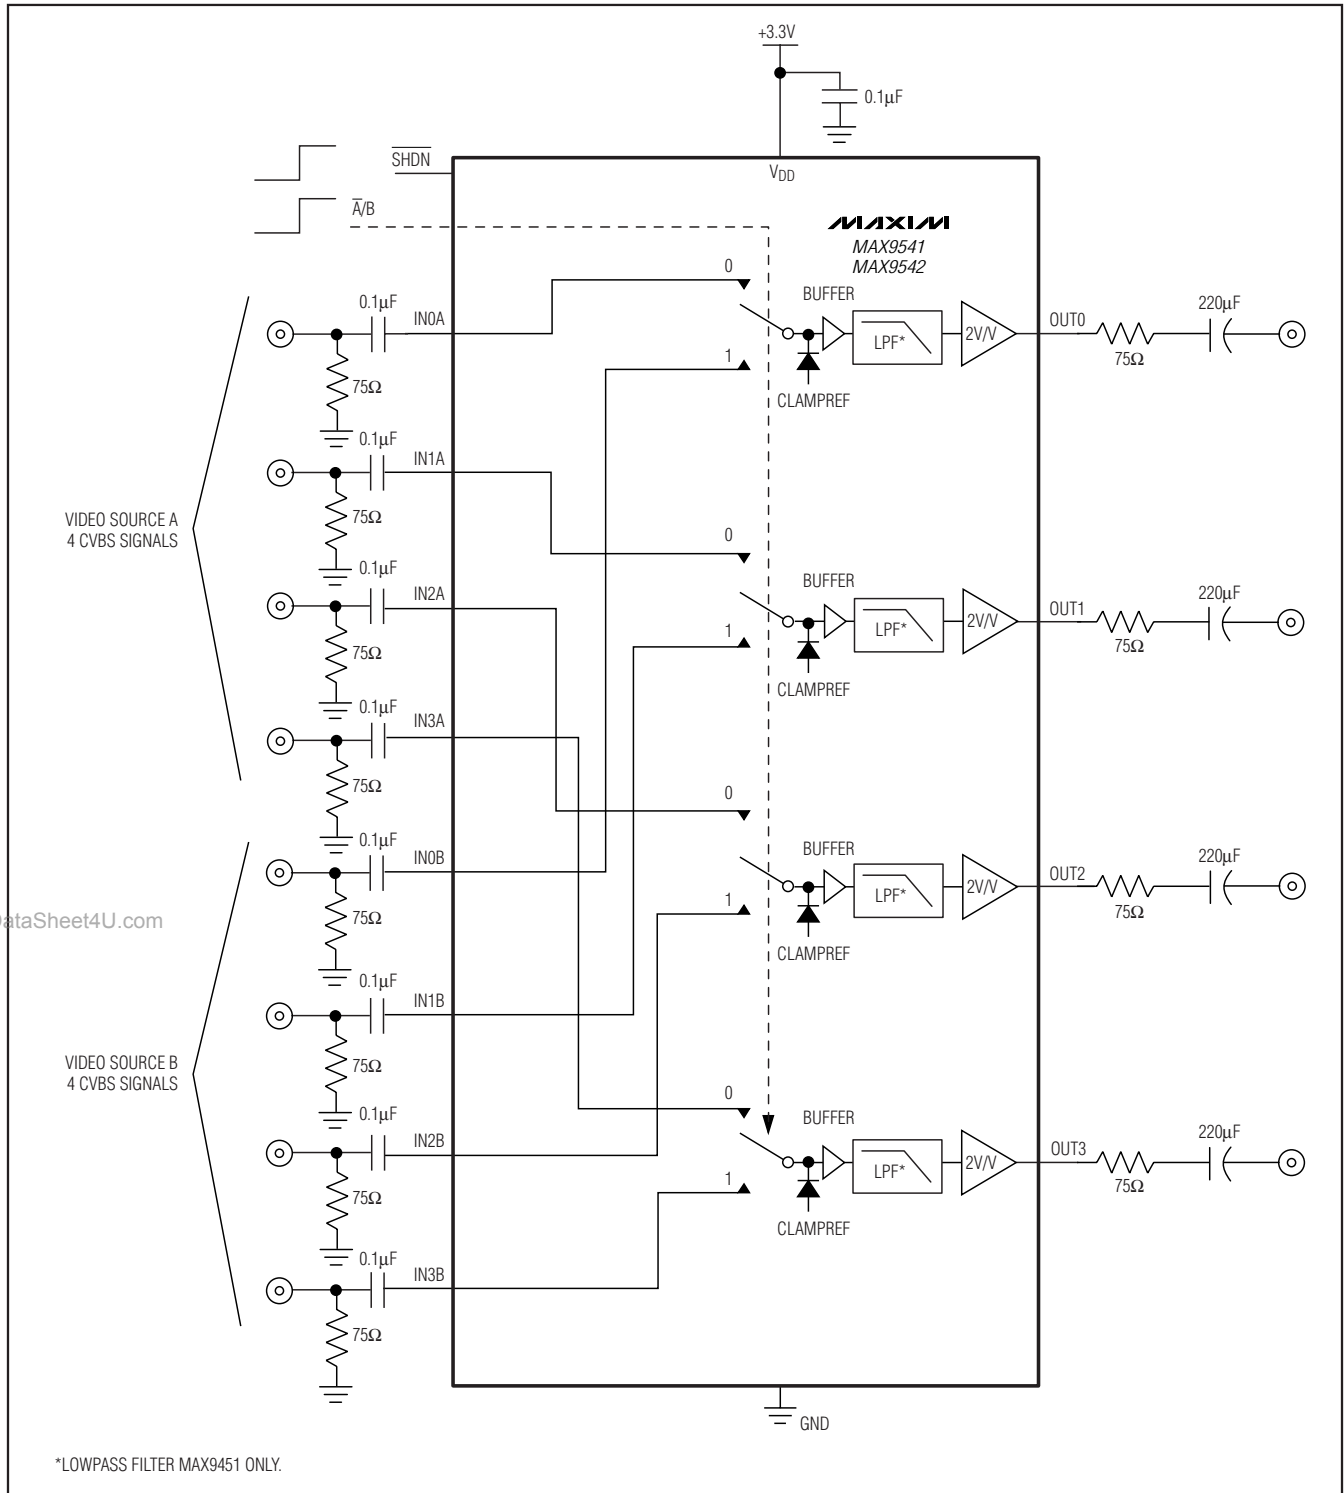 +3.3V
0.1µF
SHDN
VDD
A/B
MAXIM
MAX9541
MAX9542
0
0.1µF
IN0A
BUFFER
LPF*
2V/V
OUT0
220µF
75Ω
75Ω
1
CLAMPREF
0.1µF
IN1A
75Ω
VIDEO SOURCE A
4 CVBS SIGNALS
0
0.1µF
IN2A
BUFFER
LPF*
2V/V
OUT1
220µF
75Ω
75Ω
1
CLAMPREF
0.1µF
IN3A
75Ω
0
0.1µF
IN0B
BUFFER
LPF*
2V/V
OUT2
220µF
75Ω
75Ω
1
CLAMPREF
ataSheet4U.com
0.1µF
IN1B
75Ω
VIDEO SOURCE B
4 CVBS SIGNALS
0
0.1µF
IN2B
BUFFER
LPF*
2V/V
OUT3
220µF
75Ω
75Ω
1
CLAMPREF
0.1µF
IN3B
75Ω
GND
*LOWPASS FILTER MAX9451 ONLY.